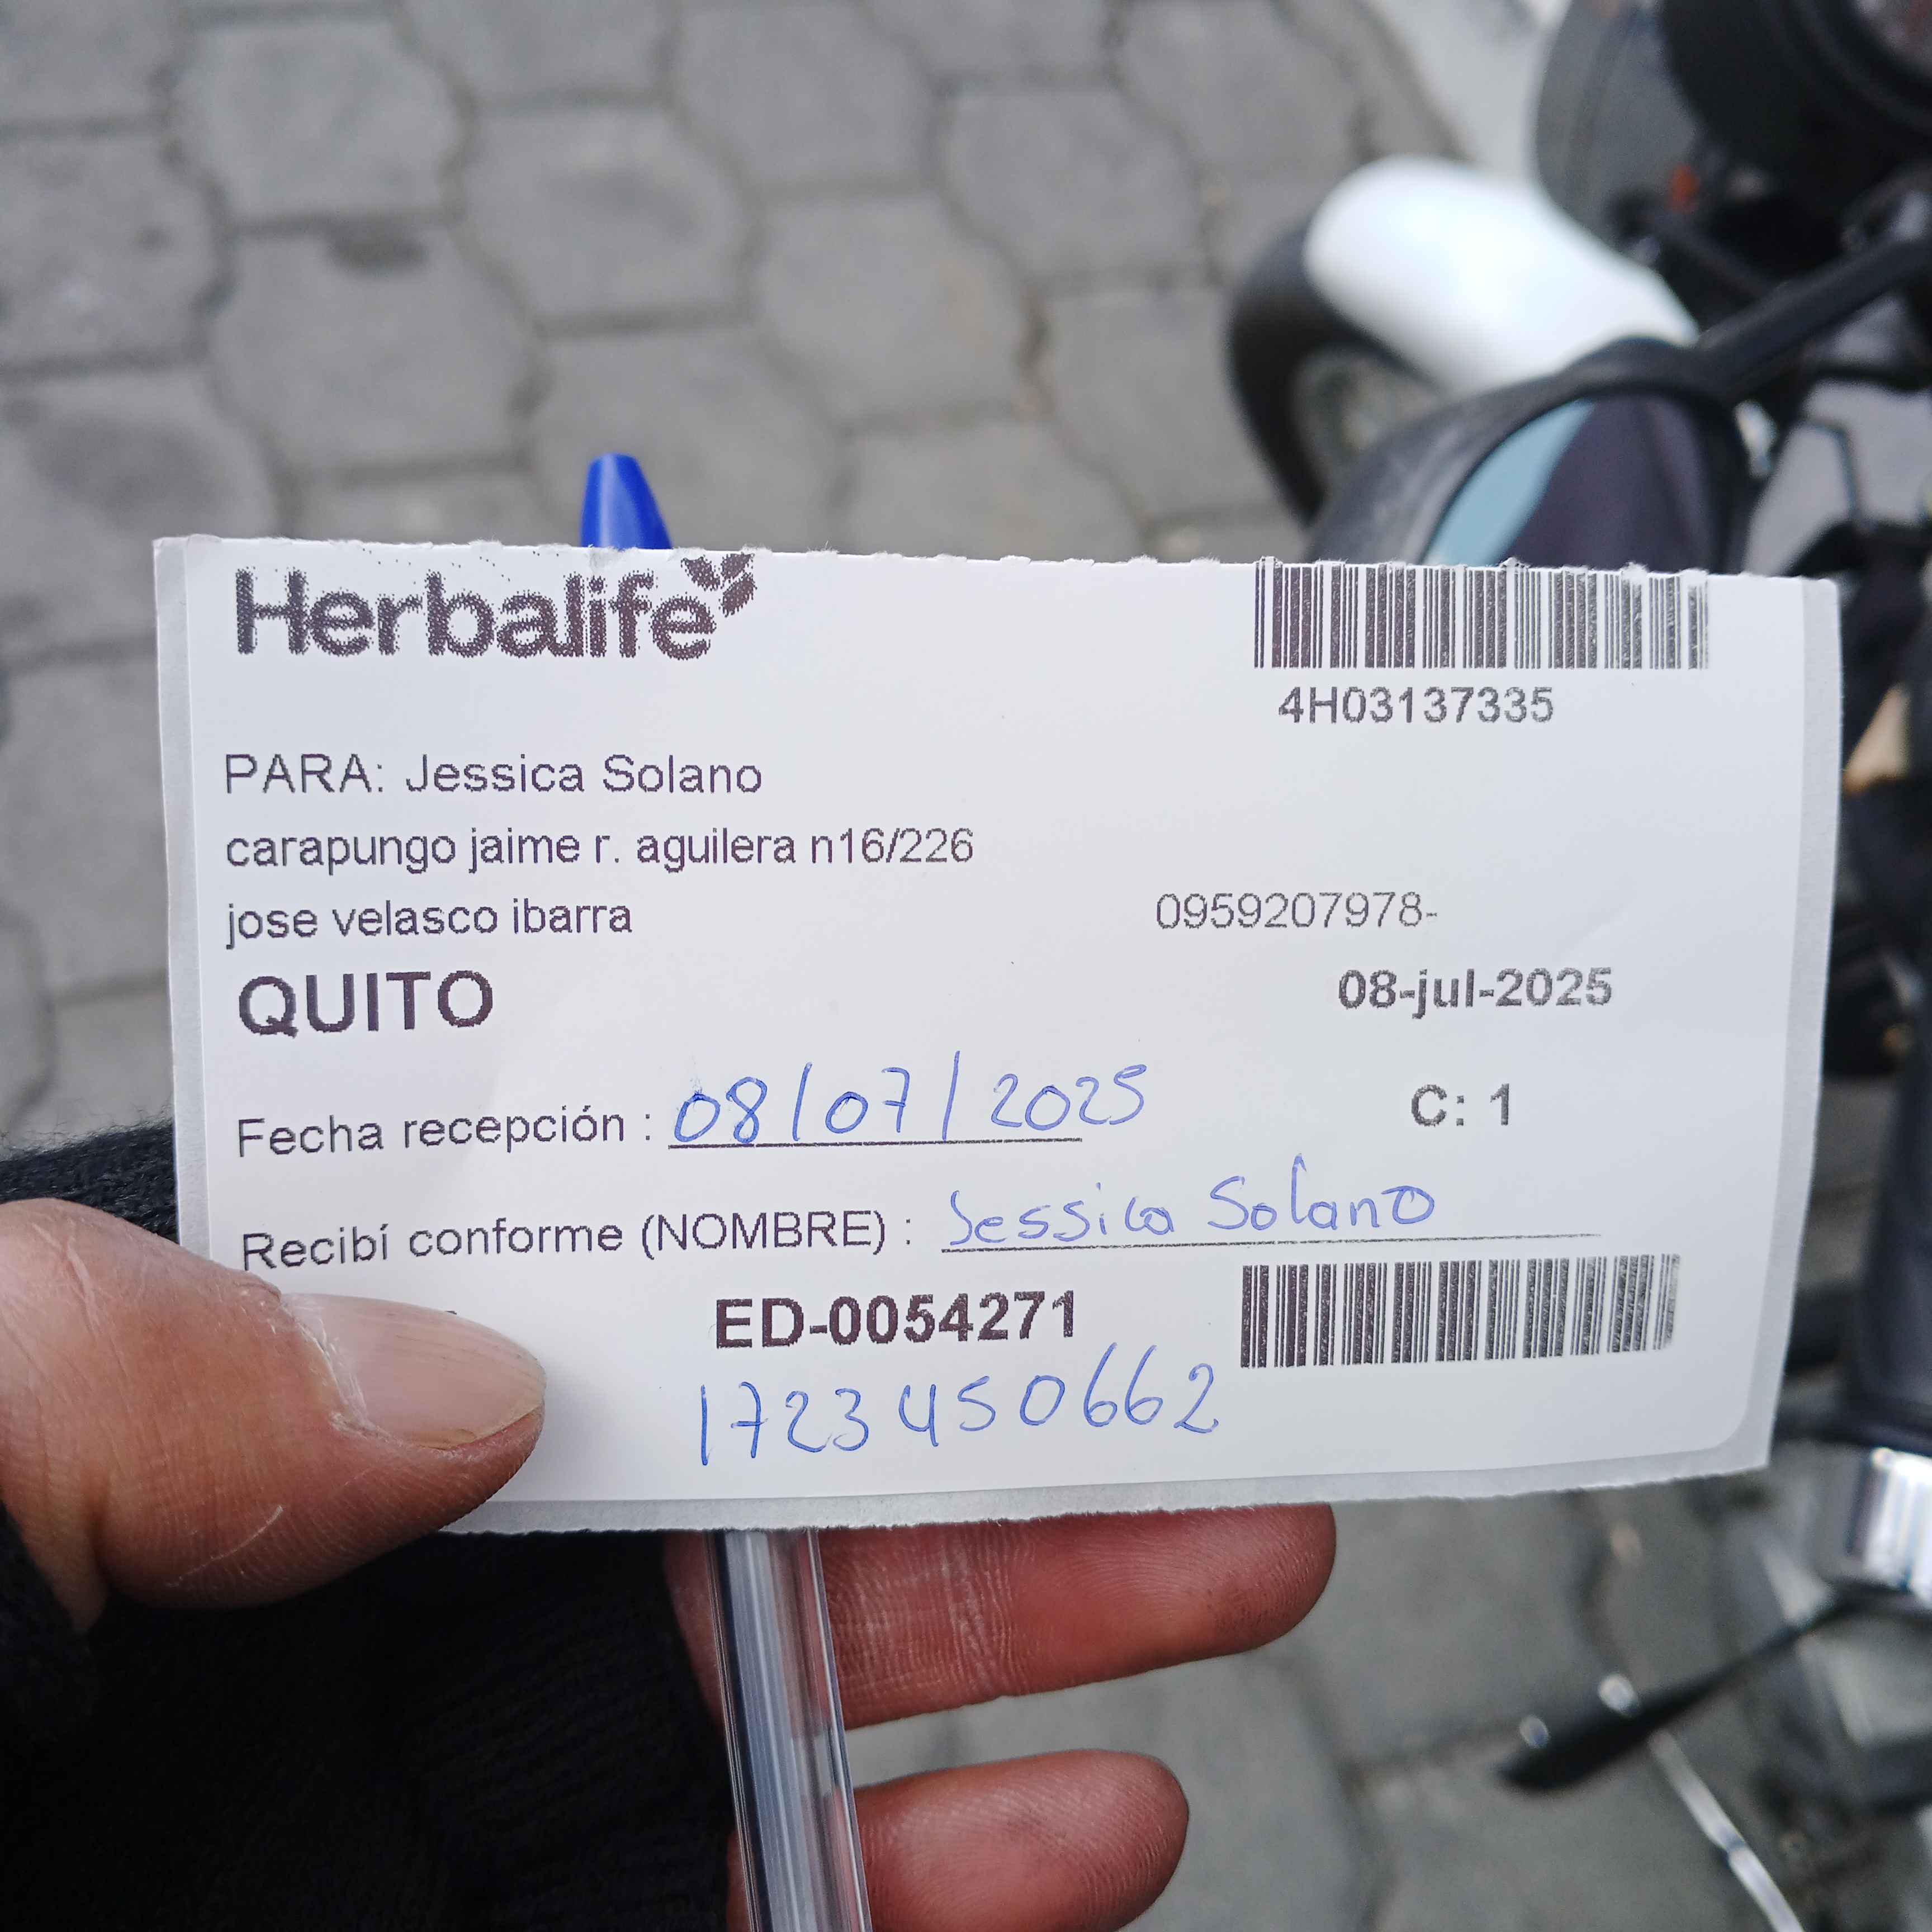 Herbalife
4H03137335
PARA: Jessica Solano
carapungo jaime r. aguilera n16/226
jose velasco ibarra 0959207978-
QUITO 08-jul-2025
Fecha recepción : 08/07/2025 C: 1
Recibí conforme (NOMBRE) : Jessica Solano
ED-0054271
1723450662